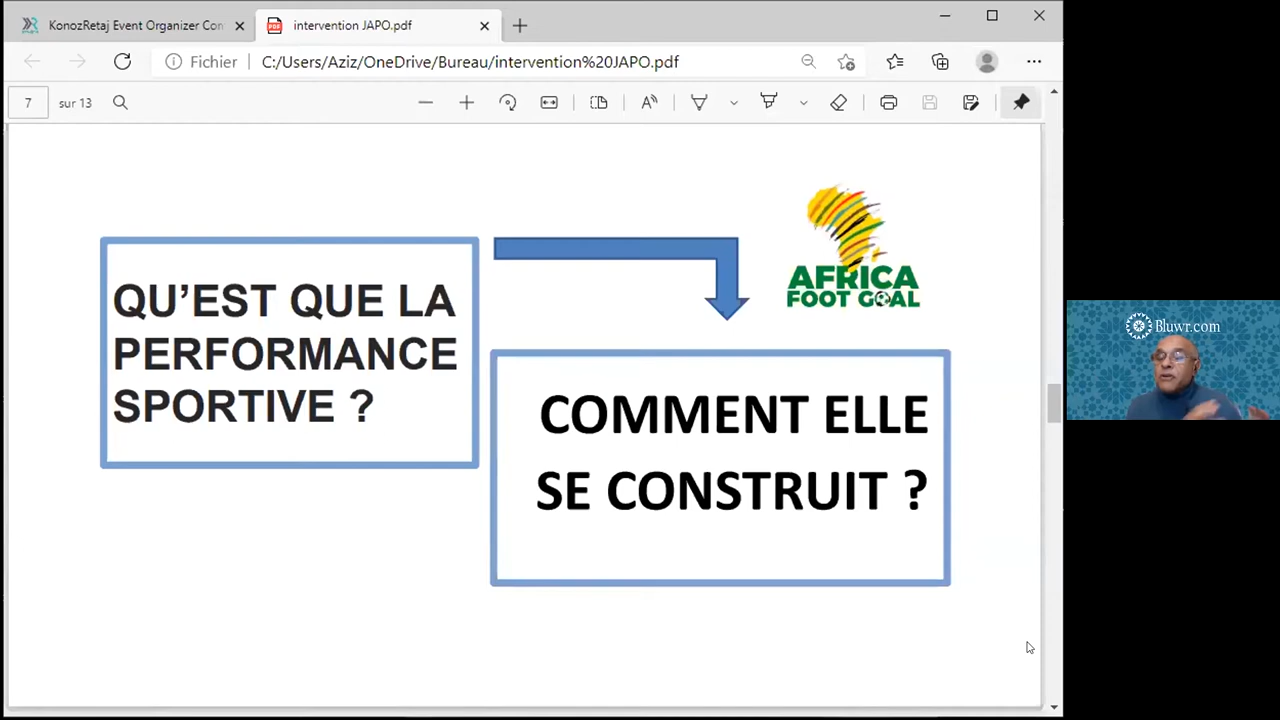 KonozRetaj Event Organizer Con
intervention JAPO.pdf
Fichier
C:/Users/Aziz/OneDrive/Bureau/intervention%20JAPO.pdf
7
sur 13
PDF
AFRICA
FOOT GOAL
QU’EST QUE LA
PERFORMANCE
SPORTIVE ?
COMMENT ELLE
SE CONSTRUIT ?
Bluwr.com